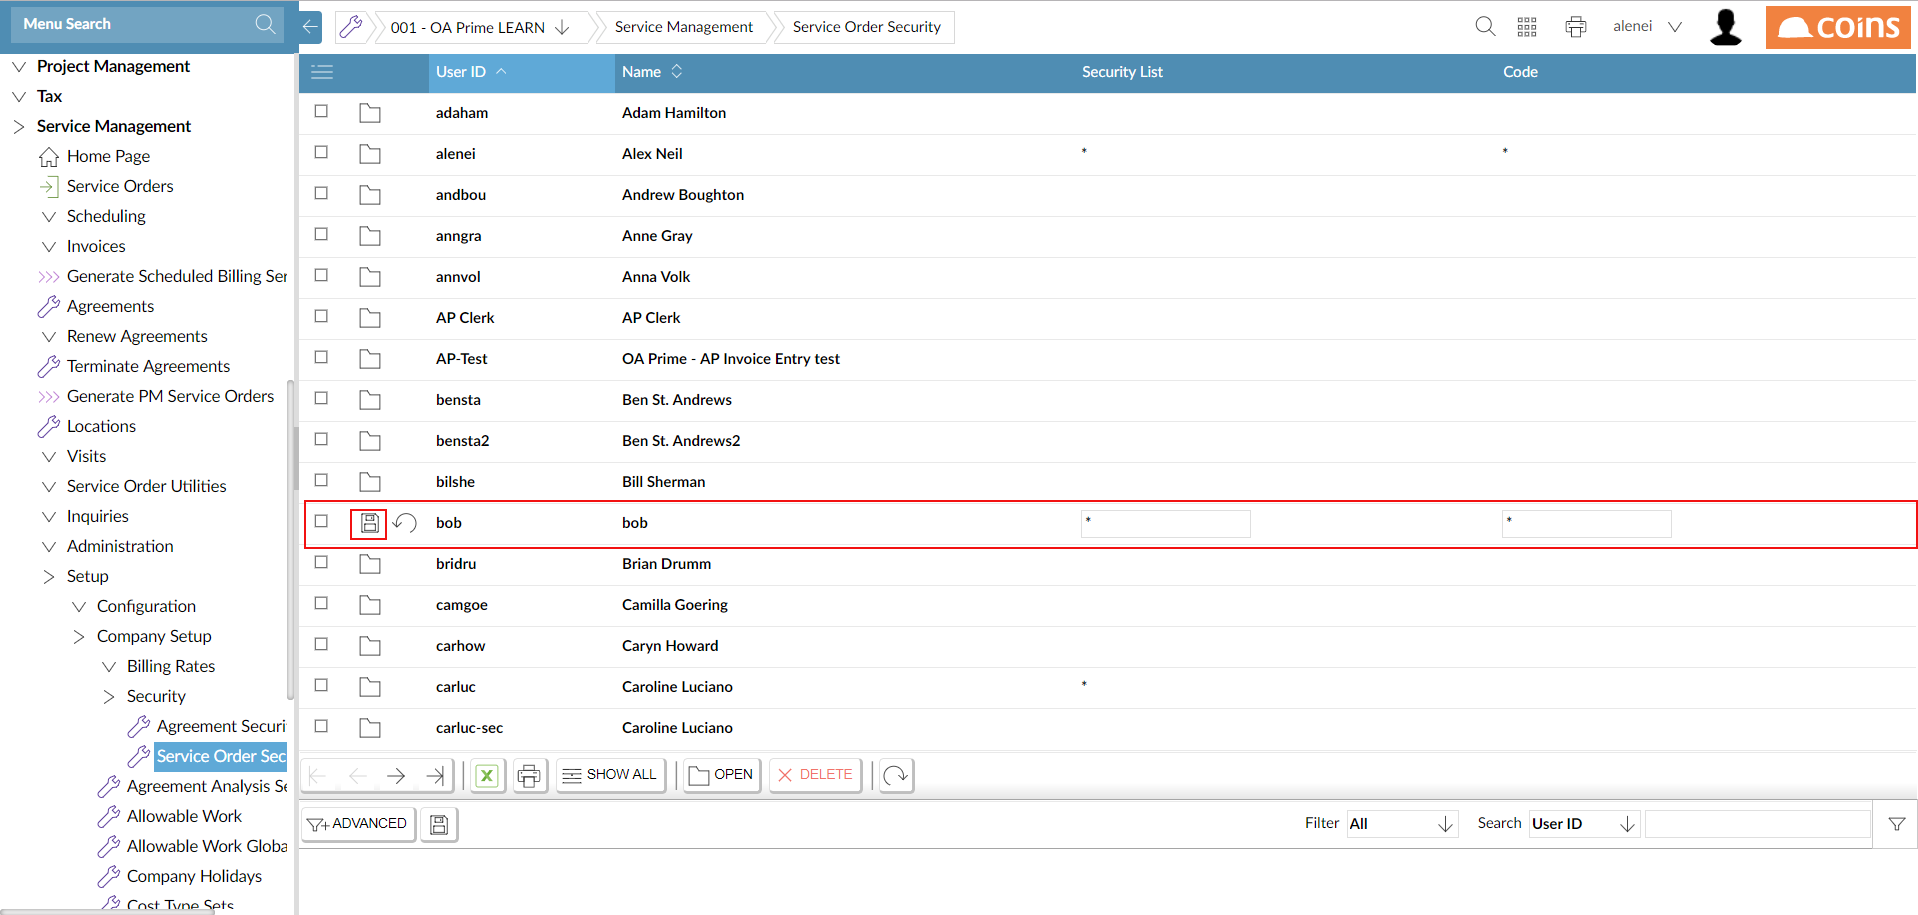 Menu Search
001 - OA Prime LEARN
Service Management
Service Order Security
alenei
coins
Project Management
Tax
Service Management
Home Page
Service Orders
Scheduling
Invoices
Generate Scheduled Billing Ser
Agreements
Renew Agreements
Terminate Agreements
Generate PM Service Orders
Locations
Visits
Service Order Utilities
Inquiries
Administration
Setup
Configuration
Company Setup
Billing Rates
Security
Agreement Securi
Service Order Sec
Agreement Analysis Se
Allowable Work
Allowable Work Globa
Company Holidays
Cost Type Sets
User ID Name Security List Code
adaham Adam Hamilton
alenei Alex Neil * *
andbou Andrew Boughton
anngra Anne Gray
annvol Anna Volk
AP Clerk AP Clerk
AP-Test OA Prime - AP Invoice Entry test
bensta Ben St. Andrews
bensta2 Ben St. Andrews2
bilshe Bill Sherman
bob bob * *
bridru Brian Drumm
camgoe Camilla Goering
carhow Caryn Howard
carluc Caroline Luciano *
carluc-sec Caroline Luciano
X SHOW ALL OPEN DELETE
ADVANCED Filter All Search User ID